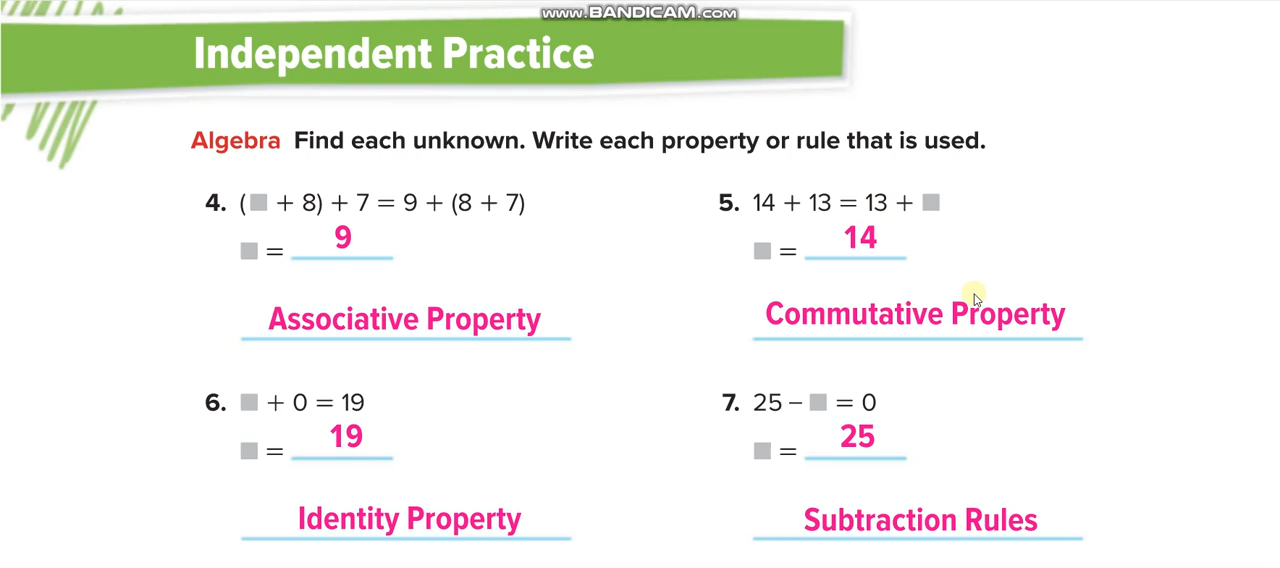 www.BANDICAM.com
Independent Practice
Algebra Find each unknown. Write each property or rule that is used.
4. (■ + 8) + 7 = 9 + (8 + 7)
■ = 9
Associative Property
5. 14 + 13 = 13 + ■
■ = 14
Commutative Property
6. ■ + 0 = 19
■ = 19
Identity Property
7. 25 – ■ = 0
■ = 25
Subtraction Rules